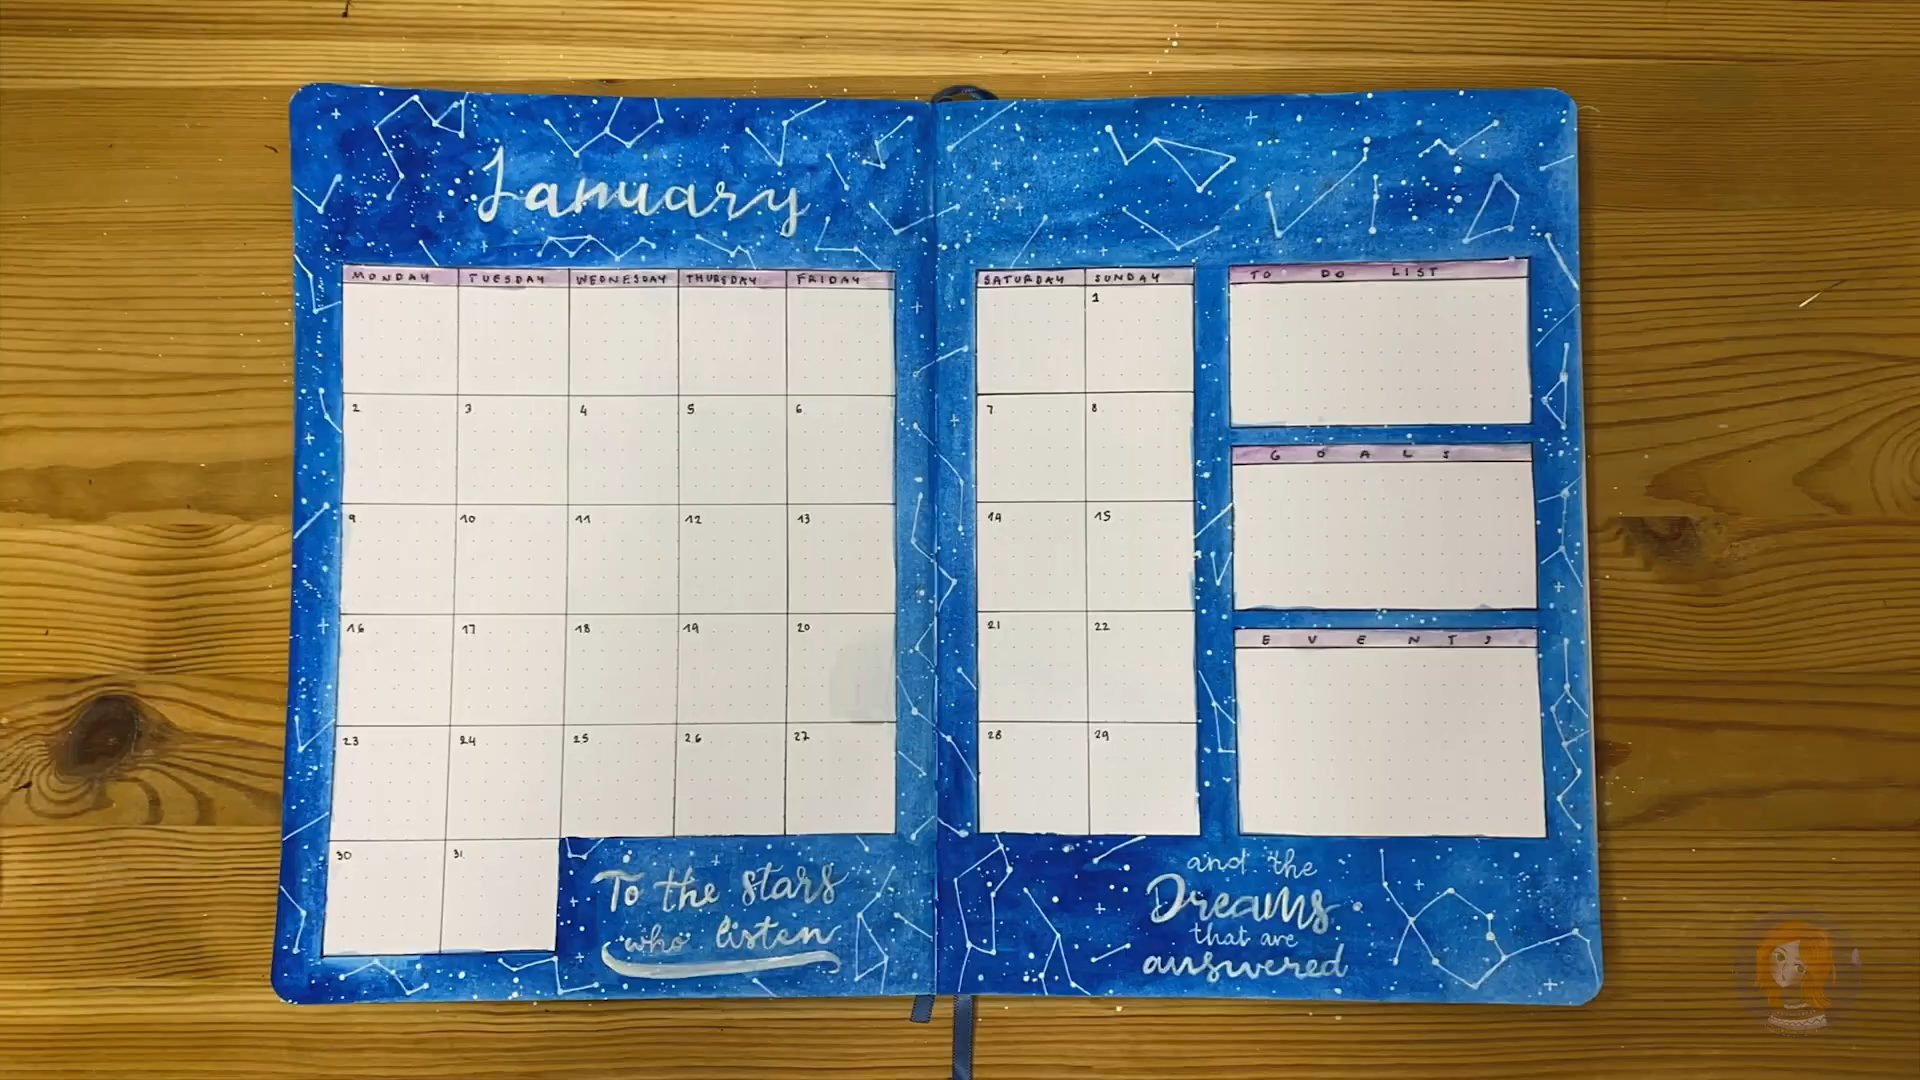 January
MONDAY TUESDAY WEDNESDAY THURSDAY FRIDAY
2 3 4 5 6
9 10 11 12 13
16 17 18 19 20
23 24 25 26 27
30 31
To the stars
who listen
SATURDAY SUNDAY
1
7 8
14 15
21 22
28 29
TO DO LIST
GOALS
EVENTS
and the
Dreams
that are
answered